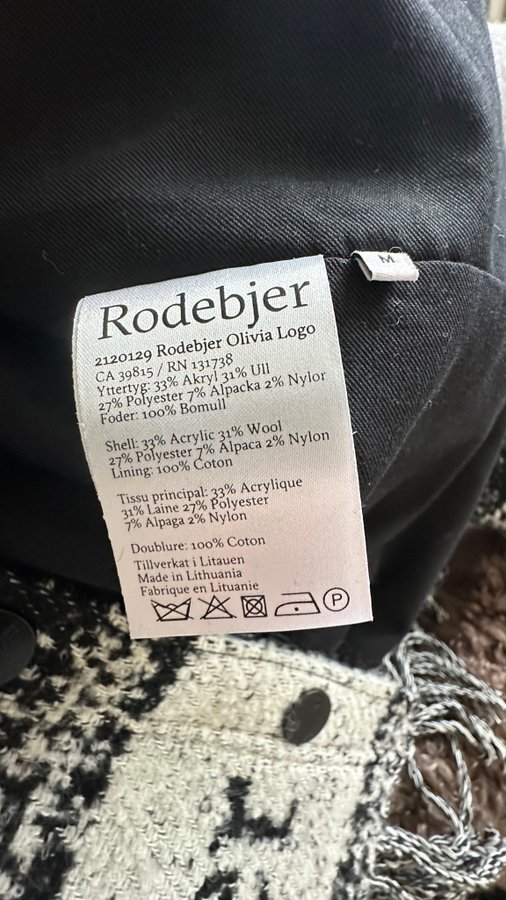 M
Rodebjer
2120129 Rodebjer Olivia Logo
CA 39815 / RN 131738
Yttertyg: 33% Akryl 31% Ull
27% Polyester 7% Alpacka 2% Nylor
Foder: 100% Bomull
Shell: 33% Acrylic 31% Wool
27% Polyester 7% Alpaca 2% Nylon
Lining: 100% Coton
Tissu principal: 33% Acrylique
31% Laine 27% Polyester
7% Alpaga 2% Nylon
Doublure: 100% Coton
Tillverkat i Litauen
Made in Lithuania
Fabrique en Lituanie
P